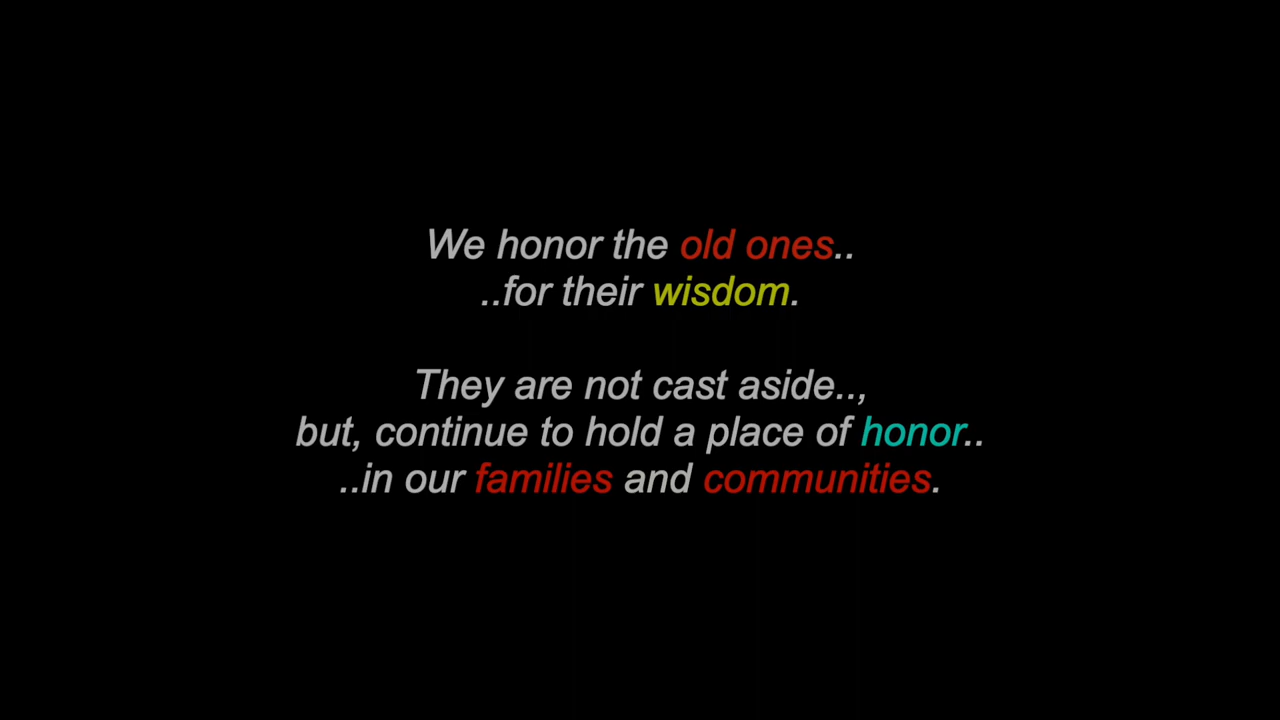 We honor the old ones..
..for their wisdom.
They are not cast aside..,
but, continue to hold a place of honor..
..in our families and communities.